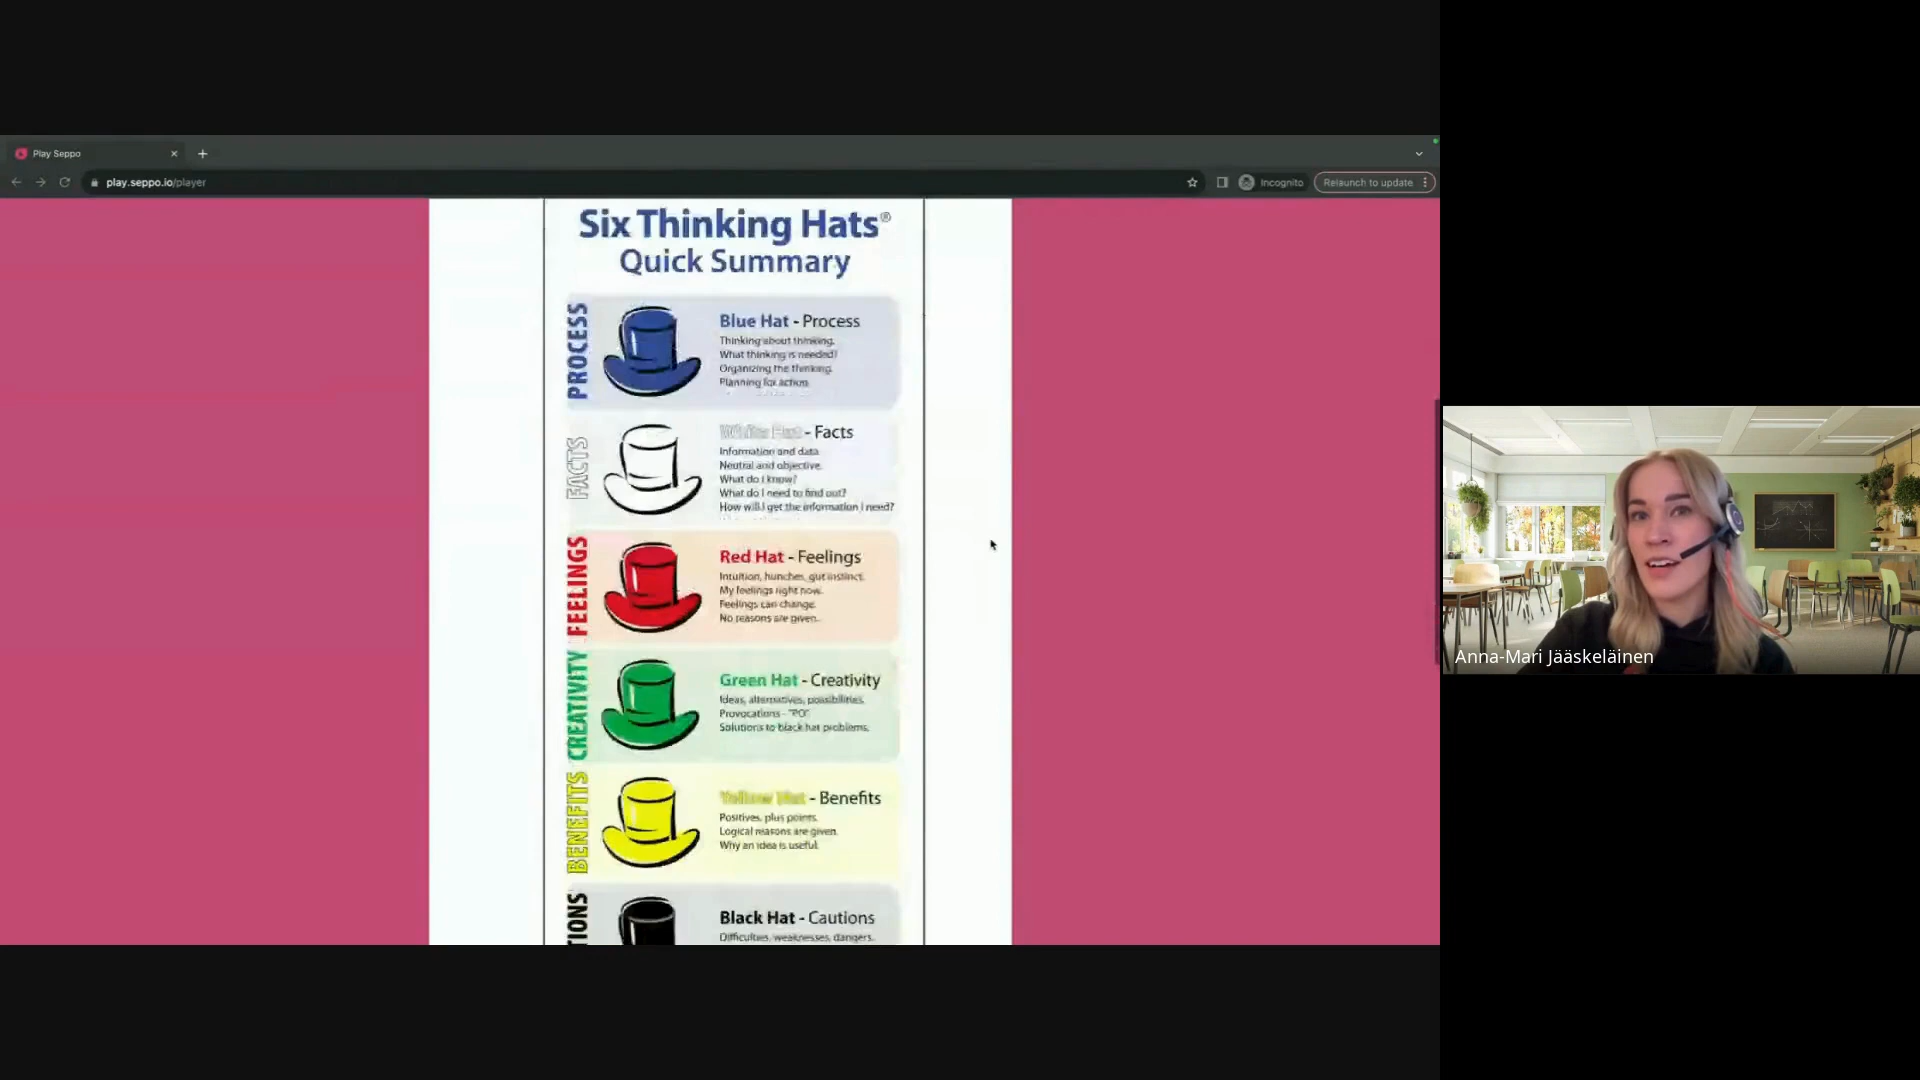 Play Seppo
play.seppo.io/player
Incognito
Relaunch to update
Six Thinking Hats®
Quick Summary
PROCESS
Blue Hat - Process
Thinking about thinking.
What thinking is needed?
Organizing the thinking.
Planning for action.
FACTS
White Hat - Facts
Information and data.
Neutral and objective.
What do I know?
What do I need to find out?
How will I get the information I need?
FEELINGS
Red Hat - Feelings
Intuition, hunches, gut instinct.
My feelings right now.
Feelings can change.
No reasons are given.
CREATIVITY
Green Hat - Creativity
Ideas, alternatives, possibilities.
Provocations - "PO"
Solutions to black hat problems.
BENEFITS
Yellow Hat - Benefits
Positives, plus points.
Logical reasons are given.
Why an idea is useful.
TIONS
Black Hat - Cautions
Difficulties, weaknesses, dangers.
Anna-Mari Jääskeläinen